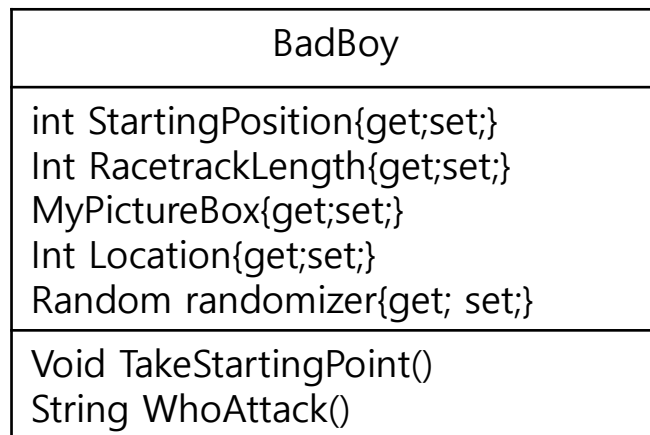 BadBoy
int StartingPosition{get;set;}
Int RacetrackLength{get;set;}
MyPictureBox{get;set;}
Int Location{get;set;}
Random randomizer{get; set;}
Void TakeStartingPoint()
String WhoAttack()